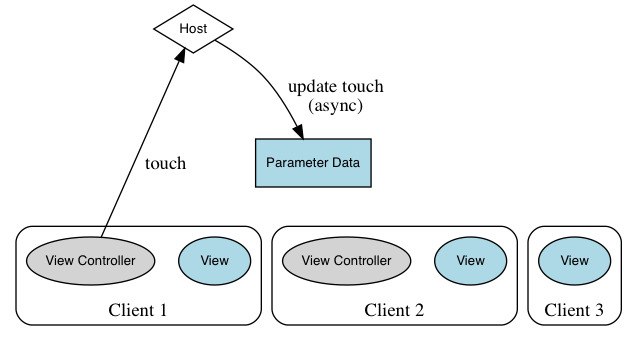 Host
update touch
(async)
Parameter Data
touch
View Controller
View
Client 1
View Controller
View
Client 2
View
Client 3